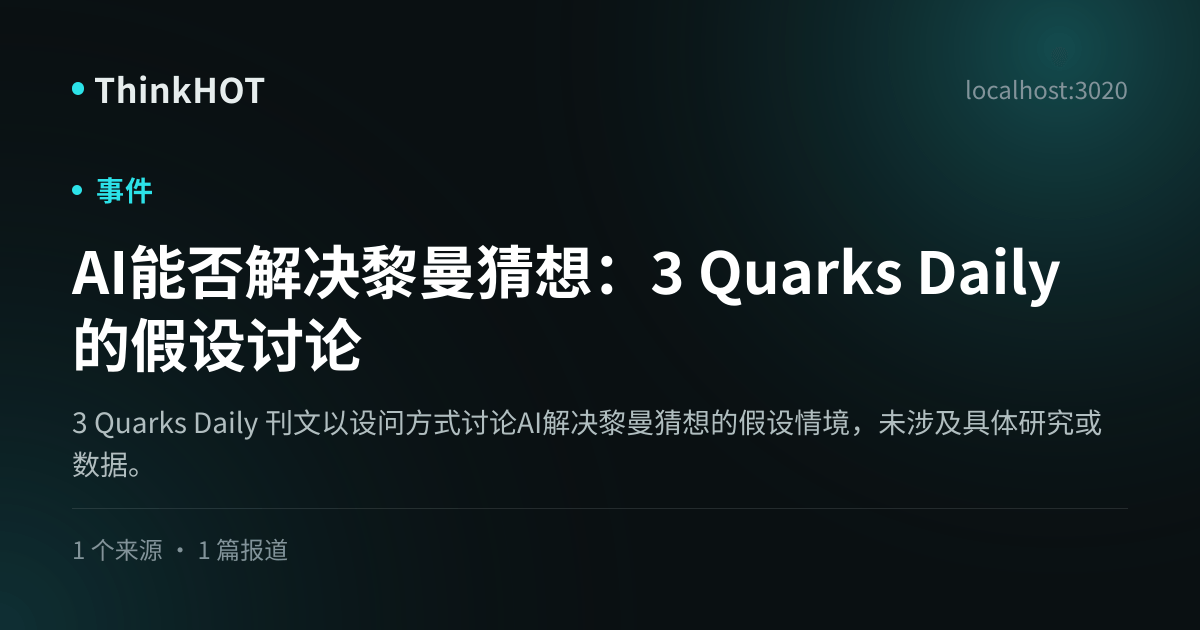 ThinkHOT
localhost:3020
事件
AI能否解决黎曼猜想：3 Quarks Daily
的假设讨论
3 Quarks Daily 刊文以设问方式讨论AI解决黎曼猜想的假设情境，未涉及具体研究或
数据。
1 个来源 · 1 篇报道